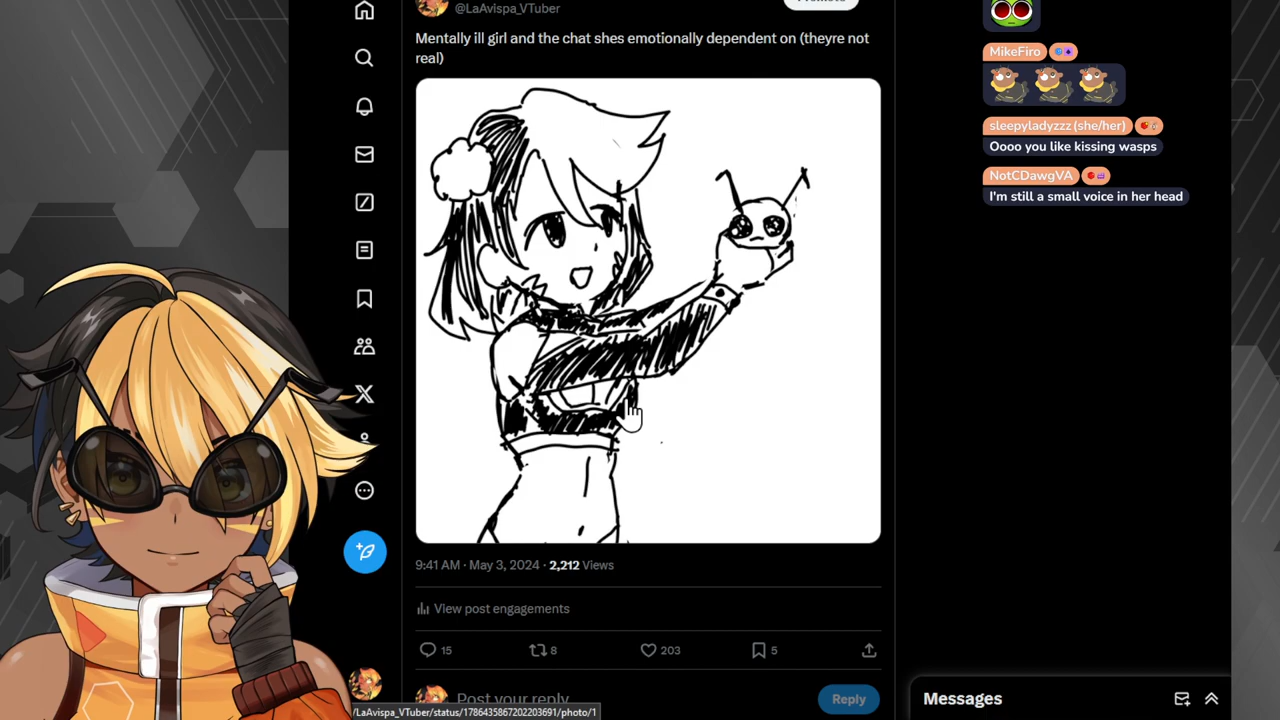 @LaAvispa_VTuber
Mentally ill girl and the chat shes emotionally dependent on (theyre not
real)
9:41 AM · May 3, 2024 · 2,212 Views
View post engagements
15
8
203
5
Post your reply
Reply
/LaAvispa_VTuber/status/1786435867202203691/photo/1
MikeFiro
sleepyladyzzz (she/her)
Oooo you like kissing wasps
NotCDawgVA
I'm still a small voice in her head
Messages